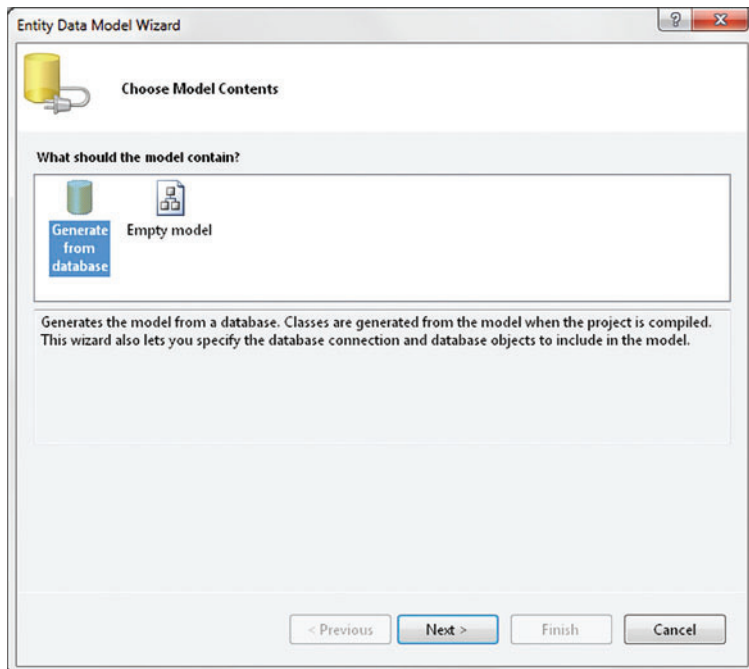 Entity Data Model Wizard
Choose Model Contents
What should the model contain?
Generate
from
database
Empty model
Generates the model from a database. Classes are generated from the model when the project is compiled.
This wizard also lets you specify the database connection and database objects to include in the model.
< Previous
Next >
Finish
Cancel